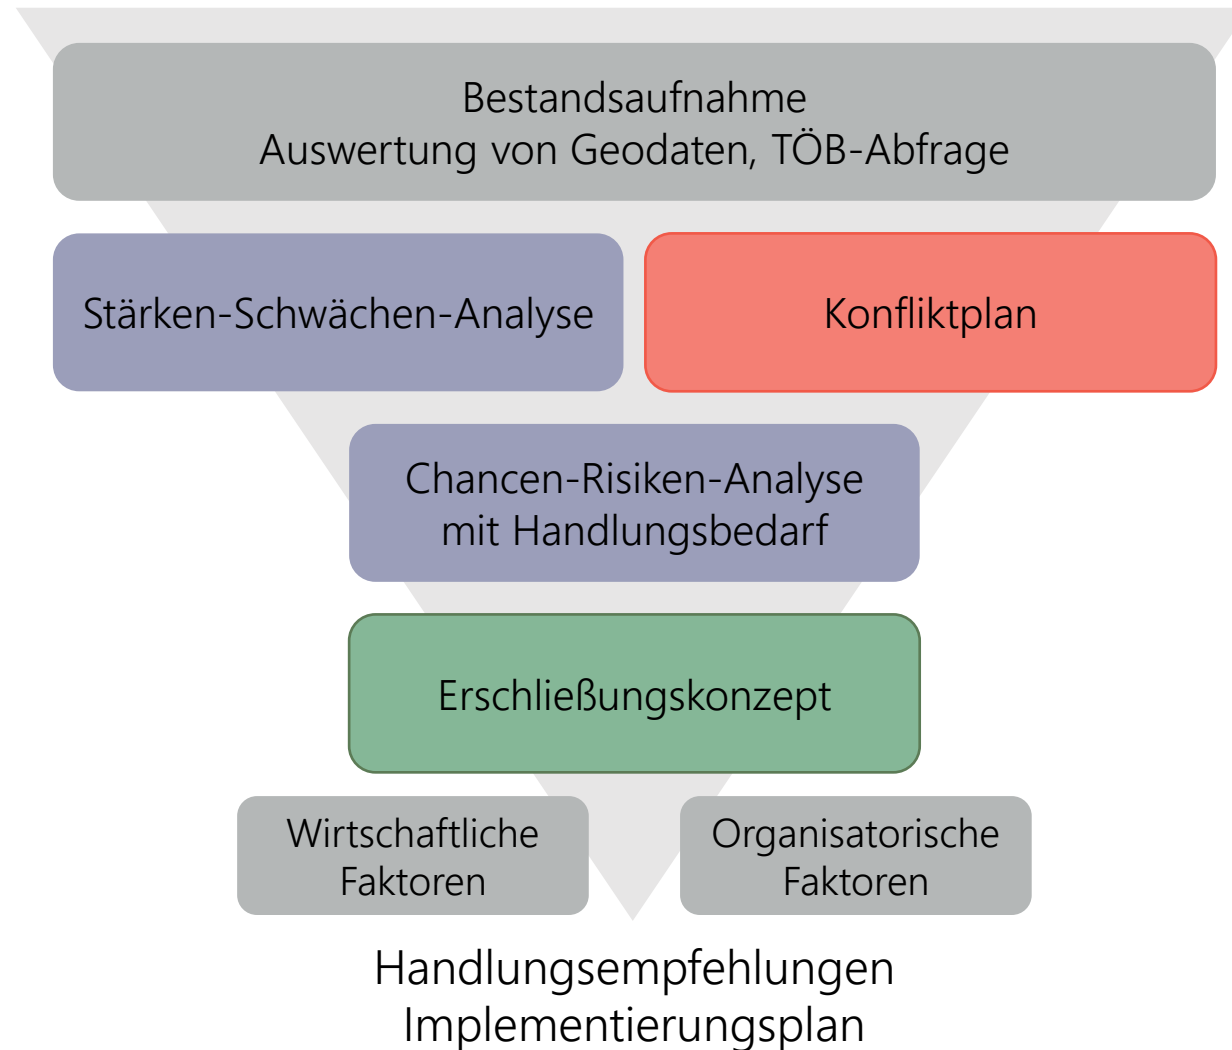 Bestandsaufnahme
Auswertung von Geodaten, TÖB-Abfrage
Stärken-Schwächen-Analyse
Konfliktplan
Chancen-Risiken-Analyse
mit Handlungsbedarf
Erschließungskonzept
Wirtschaftliche
Faktoren
Organisatorische
Faktoren
Handlungsempfehlungen
Implementierungsplan